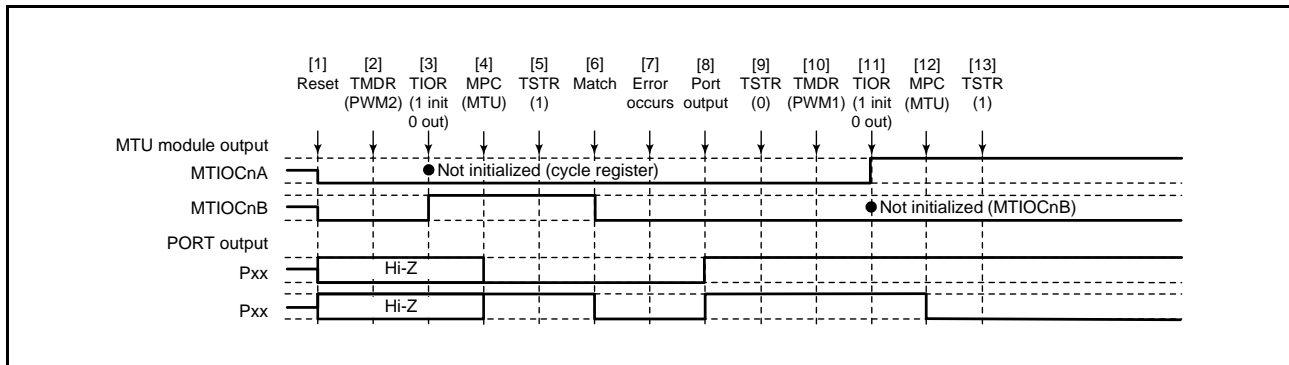 [1] [2] [3] [4] [5] [6] [7] [8] [9] [10] [11] [12] [13]
Reset TMDR TIOR MPC TSTR Match Error Port TSTR TMDR TIOR MPC TSTR
(PWM2) (1 init (MTU) (1) occurs output (0) (PWM1) (1 init (MTU) (1)
0 out) 0 out)
MTU module output
MTIOCnA Not initialized (cycle register)
MTIOCnB Not initialized (MTIOCnB)
PORT output
Pxx Hi-Z
Pxx Hi-Z